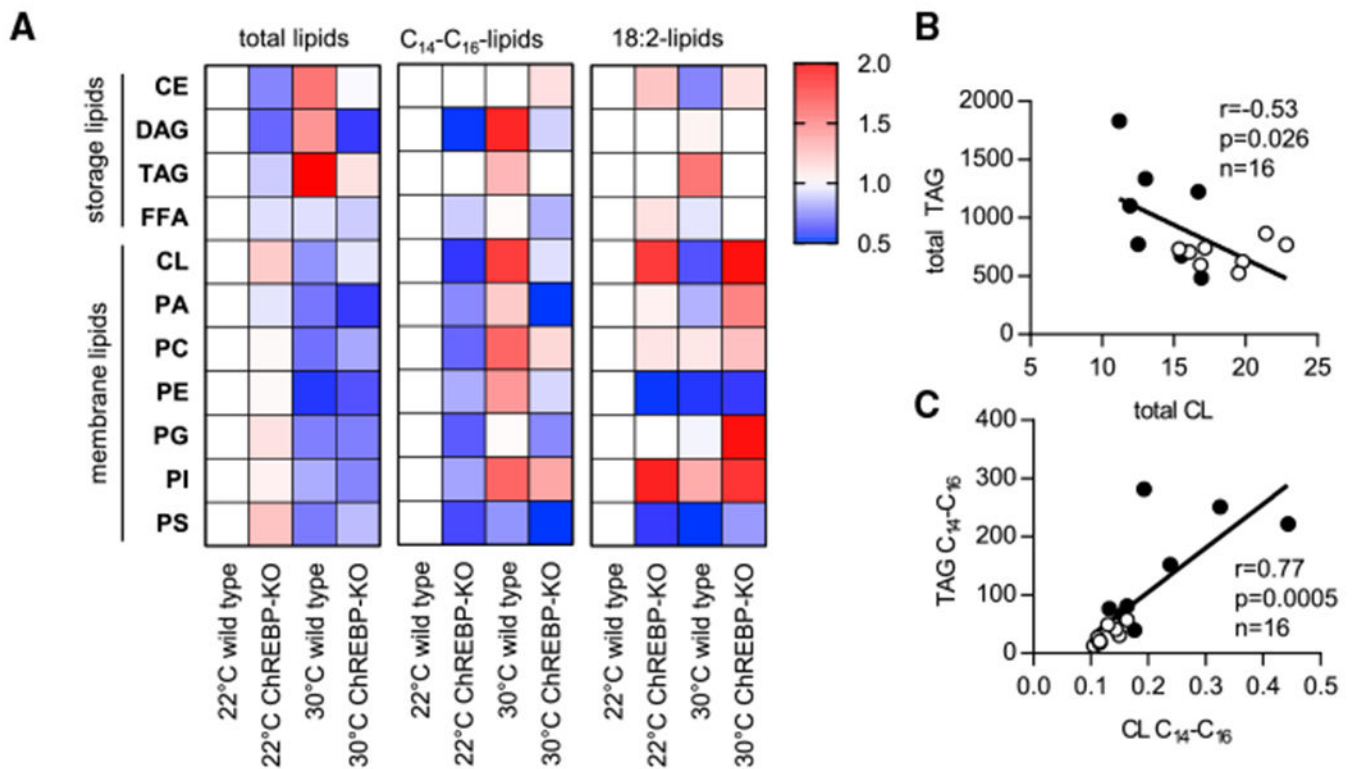 A
total lipids
C14-C16-lipids
18:2-lipids
storage lipids
membrane lipids
CE
DAG
TAG
FFA
CL
PA
PC
PE
PG
PI
PS
22°C wild type
22°C ChREBP-KO
30°C wild type
30°C ChREBP-KO
22°C wild type
22°C ChREBP-KO
30°C wild type
30°C ChREBP-KO
22°C wild type
22°C ChREBP-KO
30°C wild type
30°C ChREBP-KO
2.0
1.5
1.0
0.5
B
total TAG
2000
1500
1000
500
0
r=-0.53
p=0.026
n=16
5 10 15 20 25
total CL
C
TAG C14-C16
400
300
200
100
0
r=0.77
p=0.0005
n=16
0.0 0.1 0.2 0.3 0.4 0.5
CL C14-C16